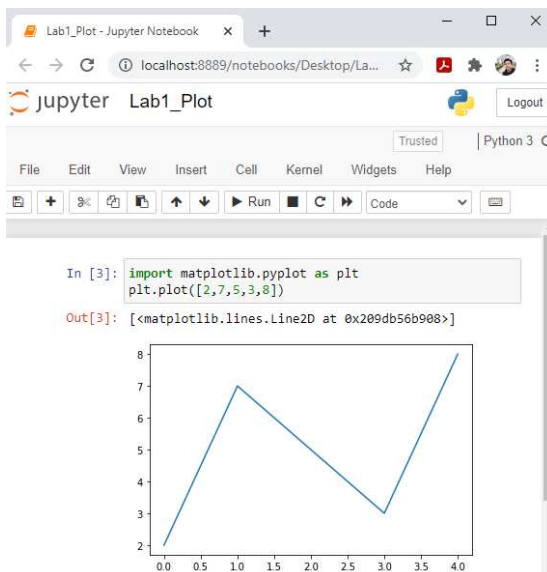 Lab1_Plot - Jupyter Notebook
localhost:8889/notebooks/Desktop/La...
jupyter Lab1_Plot
Logout
Trusted
Python 3
File Edit View Insert Cell Kernel Widgets Help
Run
Code
In [3]: import matplotlib.pyplot as plt
plt.plot([2,7,5,3,8])
Out[3]: [<matplotlib.lines.Line2D at 0x209db56b908>]
8
7
6
5
4
3
2
0.0 0.5 1.0 1.5 2.0 2.5 3.0 3.5 4.0